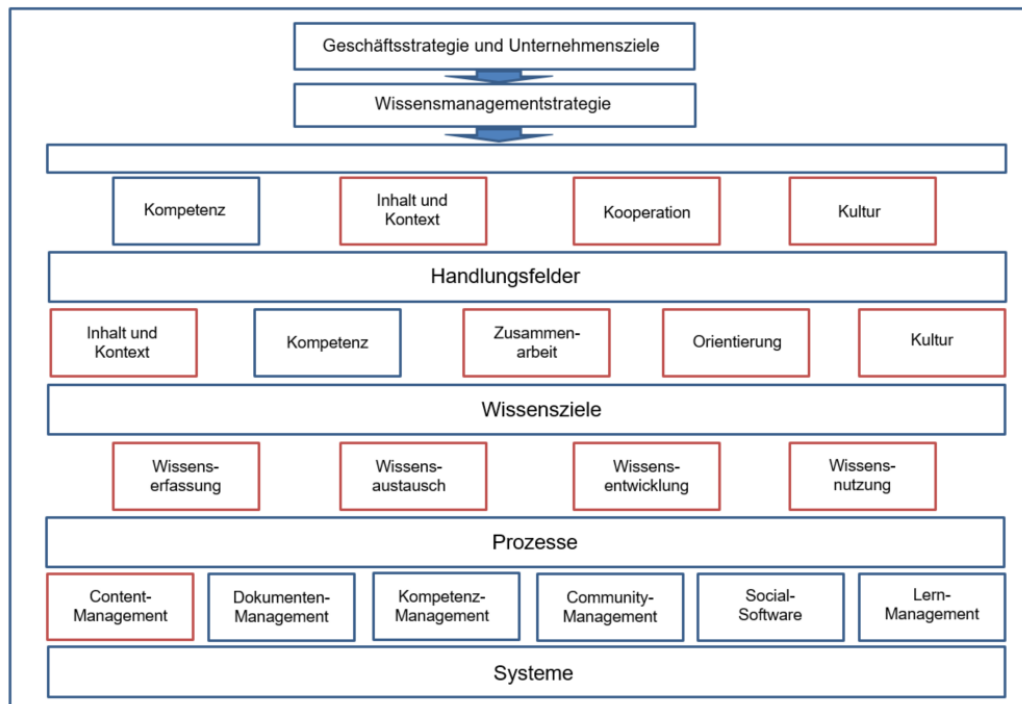 Geschäftsstrategie und Unternehmensziele
Wissensmanagementstrategie
Kompetenz
Inhalt und
Kontext
Kooperation
Kultur
Handlungsfelder
Inhalt und
Kontext
Kompetenz
Zusammen-
arbeit
Orientierung
Kultur
Wissensziele
Wissens-
erfassung
Wissens-
austausch
Wissens-
entwicklung
Wissens-
nutzung
Prozesse
Content-
Management
Dokumenten-
Management
Kompetenz-
Management
Community-
Management
Social-
Software
Lern-
Management
Systeme